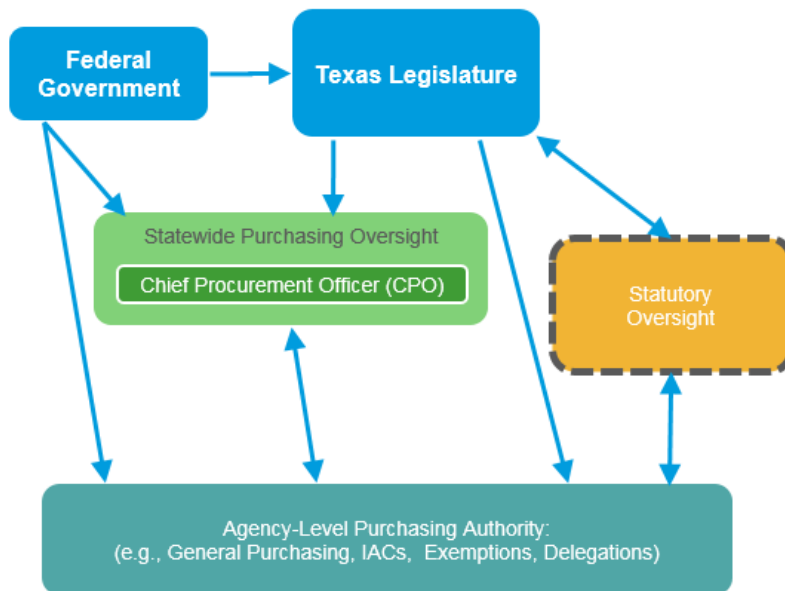 Federal
Government
Texas Legislature
Statewide Purchasing Oversight
Chief Procurement Officer (CPO)
Statutory
Oversight
Agency-Level Purchasing Authority:
(e.g., General Purchasing, IACs, Exemptions, Delegations)